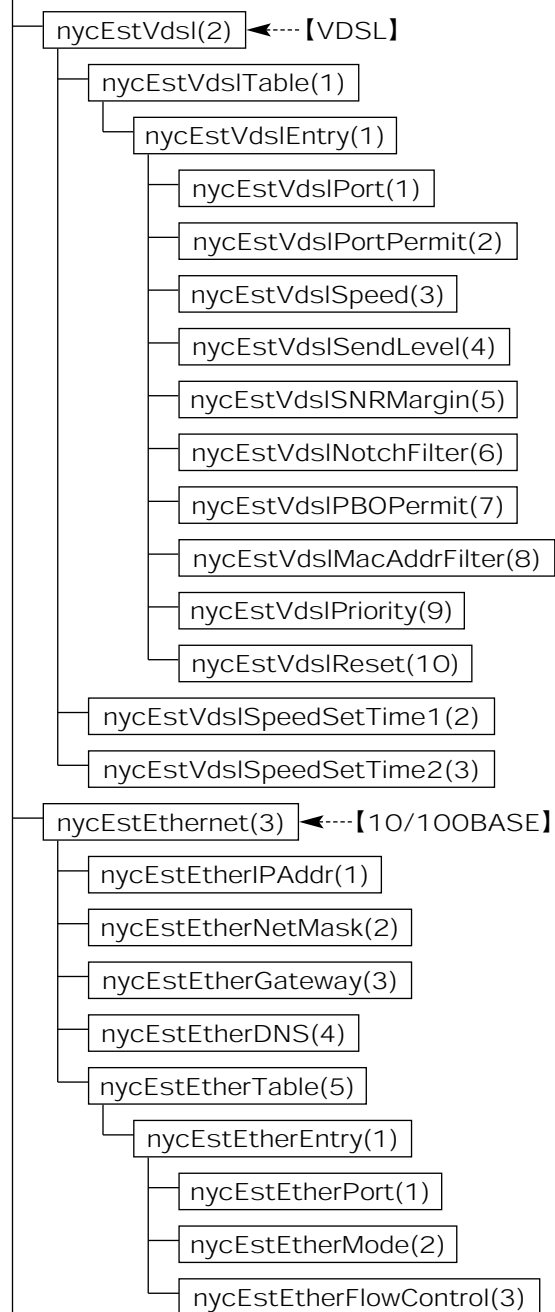 nycEstVdsl(2) 【VDSL】
nycEstVdslTable(1)
nycEstVdslEntry(1)
nycEstVdslPort(1)
nycEstVdslPortPermit(2)
nycEstVdslSpeed(3)
nycEstVdslSendLevel(4)
nycEstVdslSNRMargin(5)
nycEstVdslNotchFilter(6)
nycEstVdslPBOPermit(7)
nycEstVdslMacAddrFilter(8)
nycEstVdslPriority(9)
nycEstVdslReset(10)
nycEstVdslSpeedSetTime1(2)
nycEstVdslSpeedSetTime2(3)
nycEstEthernet(3) 【10/100BASE】
nycEstEtherIPAddr(1)
nycEstEtherNetMask(2)
nycEstEtherGateway(3)
nycEstEtherDNS(4)
nycEstEtherTable(5)
nycEstEtherEntry(1)
nycEstEtherPort(1)
nycEstEtherMode(2)
nycEstEtherFlowControl(3)